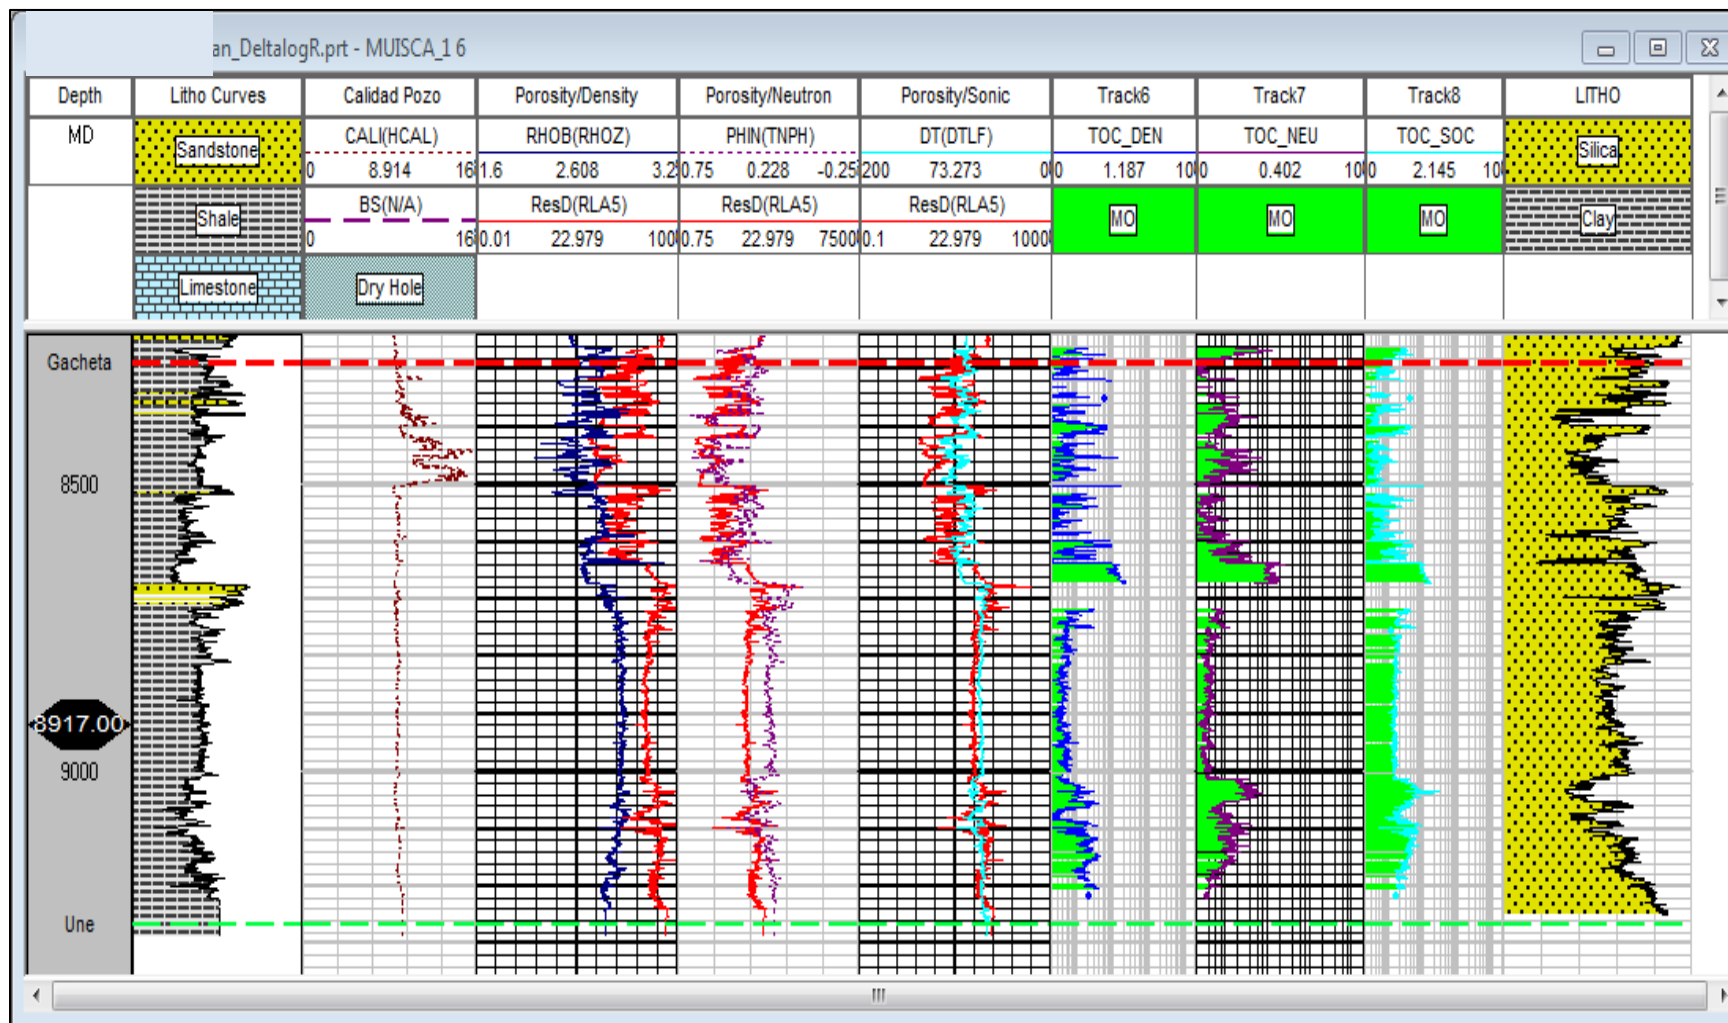 an_DeltalogR.prt - MUISCA_1 6
Depth Litho Curves Calidad Pozo Porosity/Density Porosity/Neutron Porosity/Sonic Track6 Track7 Track8 LITHO
MD Sandstone CALI(HCAL) RHOB(RHOZ) PHIN(TNPH) DT(DTLF) TOC_DEN TOC_NEU TOC_SOC Silica
0 8.914 16 1.6 2.608 3.2 0.75 0.228 -0.25 200 73.273 0 0 1.187 10 0 0.402 10 0 2.145 10
Shale BS(N/A) ResD(RLA5) ResD(RLA5) ResD(RLA5) MO MO MO Clay
0 16 0.01 22.979 100 0.75 22.979 7500 0.1 22.979 1000
Limestone Dry Hole
Gacheta
8500
8917.00
9000
Une